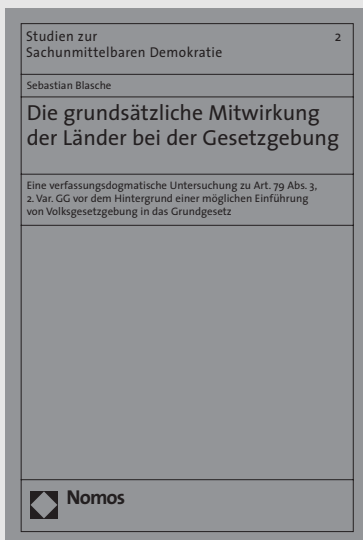 Studien zur 2
Sachunmittelbaren Demokratie
Sebastian Blasche
Die grundsätzliche Mitwirkung
der Länder bei der Gesetzgebung
Eine verfassungsdogmatische Untersuchung zu Art. 79 Abs. 3,
2. Var. GG vor dem Hintergrund einer möglichen Einführung
von Volksgesetzgebung in das Grundgesetz
Nomos